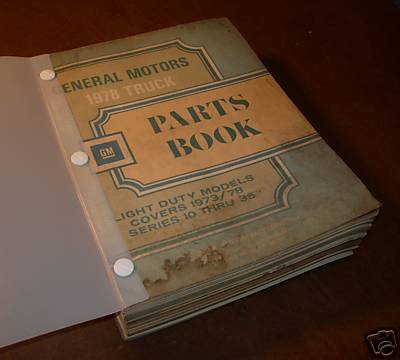 GENERAL MOTORS
1978 TRUCK
PARTS
BOOK
GM
LIGHT DUTY MODELS
COVERS 1973/78
SERIES 10 THRU 35